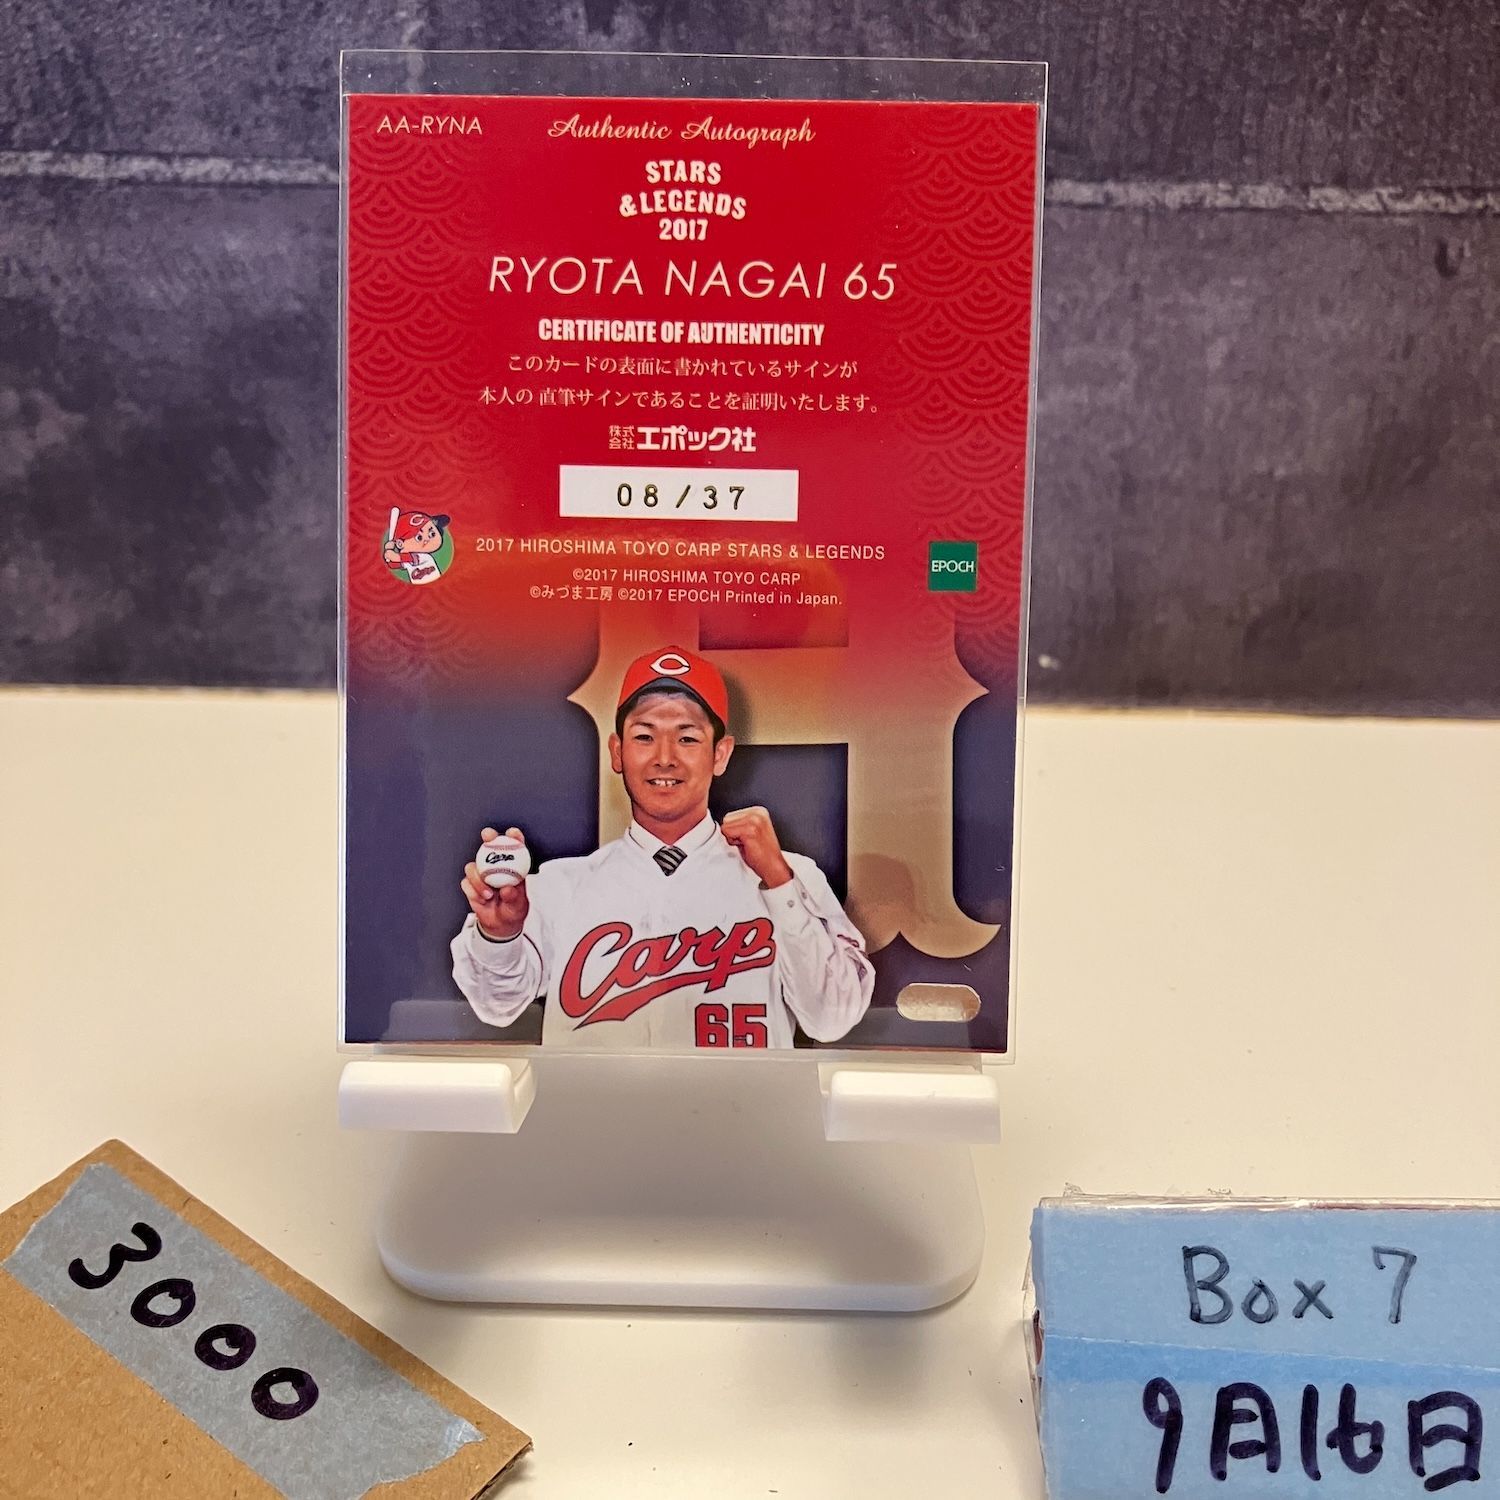 AA-RYNA
Authentic Autograph
STARS
& LEGENDS
2017
RYOTA NAGAI 65
CERTIFICATE OF AUTHENTICITY
このカードの表面に書かれているサインが
本人の 直筆サインであることを証明いたします。
株式会社エポック社
08/37
2017 HIROSHIMA TOYO CARP STARS & LEGENDS
©2017 HIROSHIMA TOYO CARP
©みづま工房 ©2017 EPOCH Printed in Japan.
EPOCH
C
Carp
C
Carp
H
Carp
65
3000
Box 7
9月16日